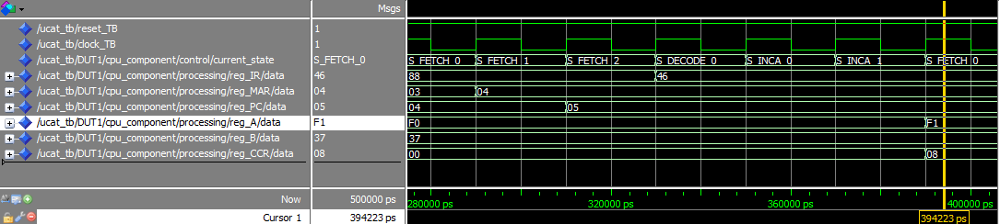 Msgs
/ucat_tb/reset_TB 1
/ucat_tb/clock_TB 1
/ucat_tb/DUT1/cpu_component/control/current_state S_FETCH_0 S_FETCH_0 S_FETCH_1 S_FETCH_2 S_DECODE_0 S_INCA_0 S_INCA_1 S_FETCH_0
/ucat_tb/DUT1/cpu_component/processing/reg_IR/data 46 88 46
/ucat_tb/DUT1/cpu_component/processing/reg_MAR/data 04 03 04
/ucat_tb/DUT1/cpu_component/processing/reg_PC/data 05 04 05
/ucat_tb/DUT1/cpu_component/processing/reg_A/data F1 F0 F1
/ucat_tb/DUT1/cpu_component/processing/reg_B/data 37 37
/ucat_tb/DUT1/cpu_component/processing/reg_CCR/data 08 00 08
Now 500000 ps 280000 ps 320000 ps 360000 ps 400000 ps
Cursor 1 394223 ps 394223 ps